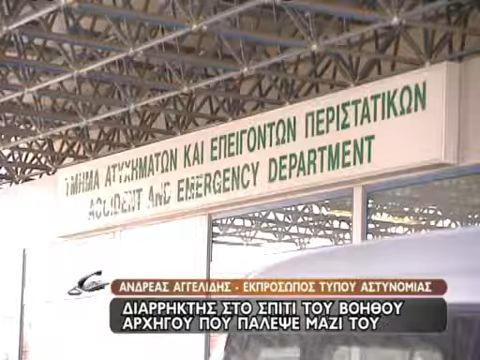 ΤΜΗΜΑ ΑΤΥΧΗΜΑΤΩΝ ΚΑΙ ΕΠΕΙΓΟΝΤΩΝ ΠΕΡΙΣΤΑΤΙΚΩΝ
ACCIDENT AND EMERGENCY DEPARTMENT
ΑΝΔΡΕΑΣ ΑΓΓΕΛΙΔΗΣ - ΕΚΠΡΟΣΩΠΟΣ ΤΥΠΟΥ ΑΣΤΥΝΟΜΙΑΣ
ΔΙΑΡΡΗΚΤΗΣ ΣΤΟ ΣΠΙΤΙ ΤΟΥ ΒΟΗΘΟΥ
ΑΡΧΗΓΟΥ ΠΟΥ ΠΑΛΕΨΕ ΜΑΖΙ ΤΟΥ